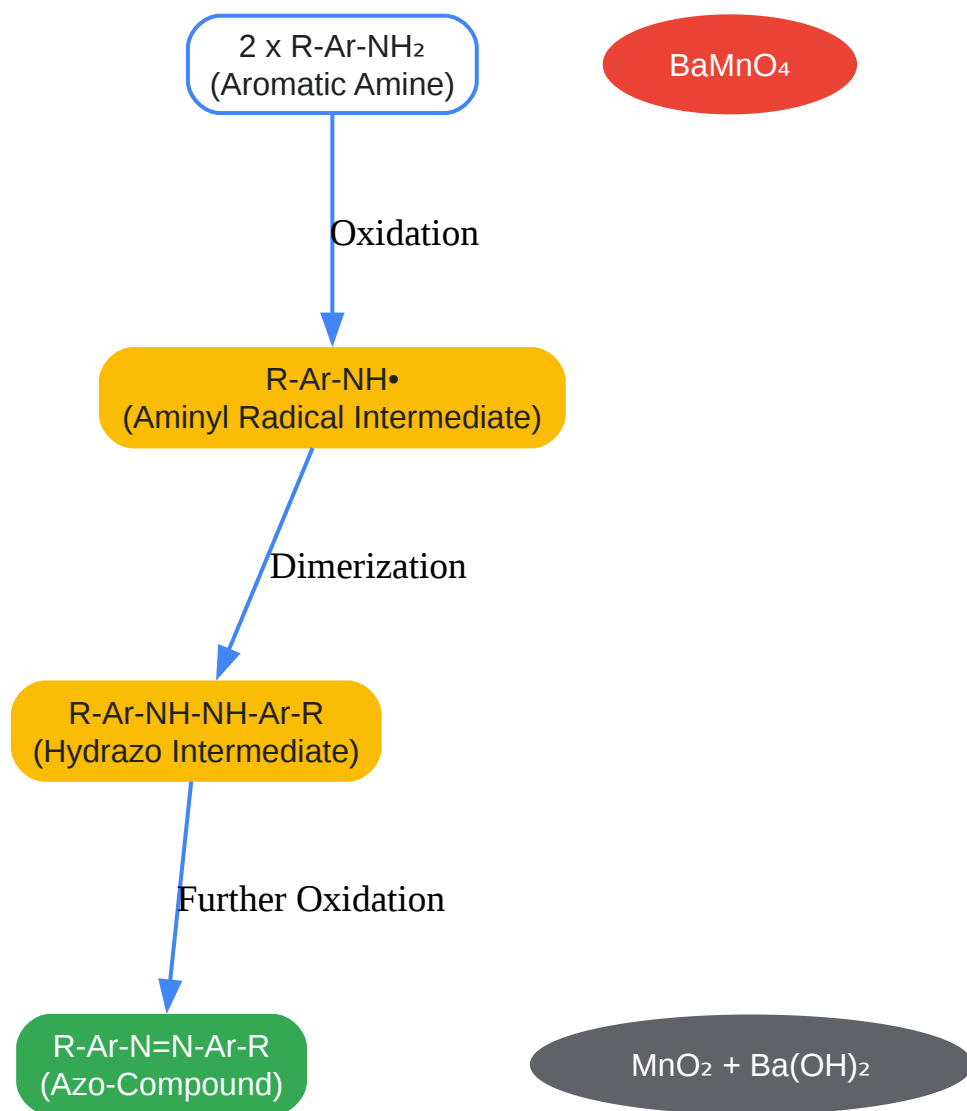 2 x R-Ar-NH₂
(Aromatic Amine)
BaMnO₄
Oxidation
R-Ar-NH•
(Aminyl Radical Intermediate)
Dimerization
R-Ar-NH-NH-Ar-R
(Hydrazo Intermediate)
Further Oxidation
R-Ar-N=N-Ar-R
(Azo-Compound)
MnO₂ + Ba(OH)₂